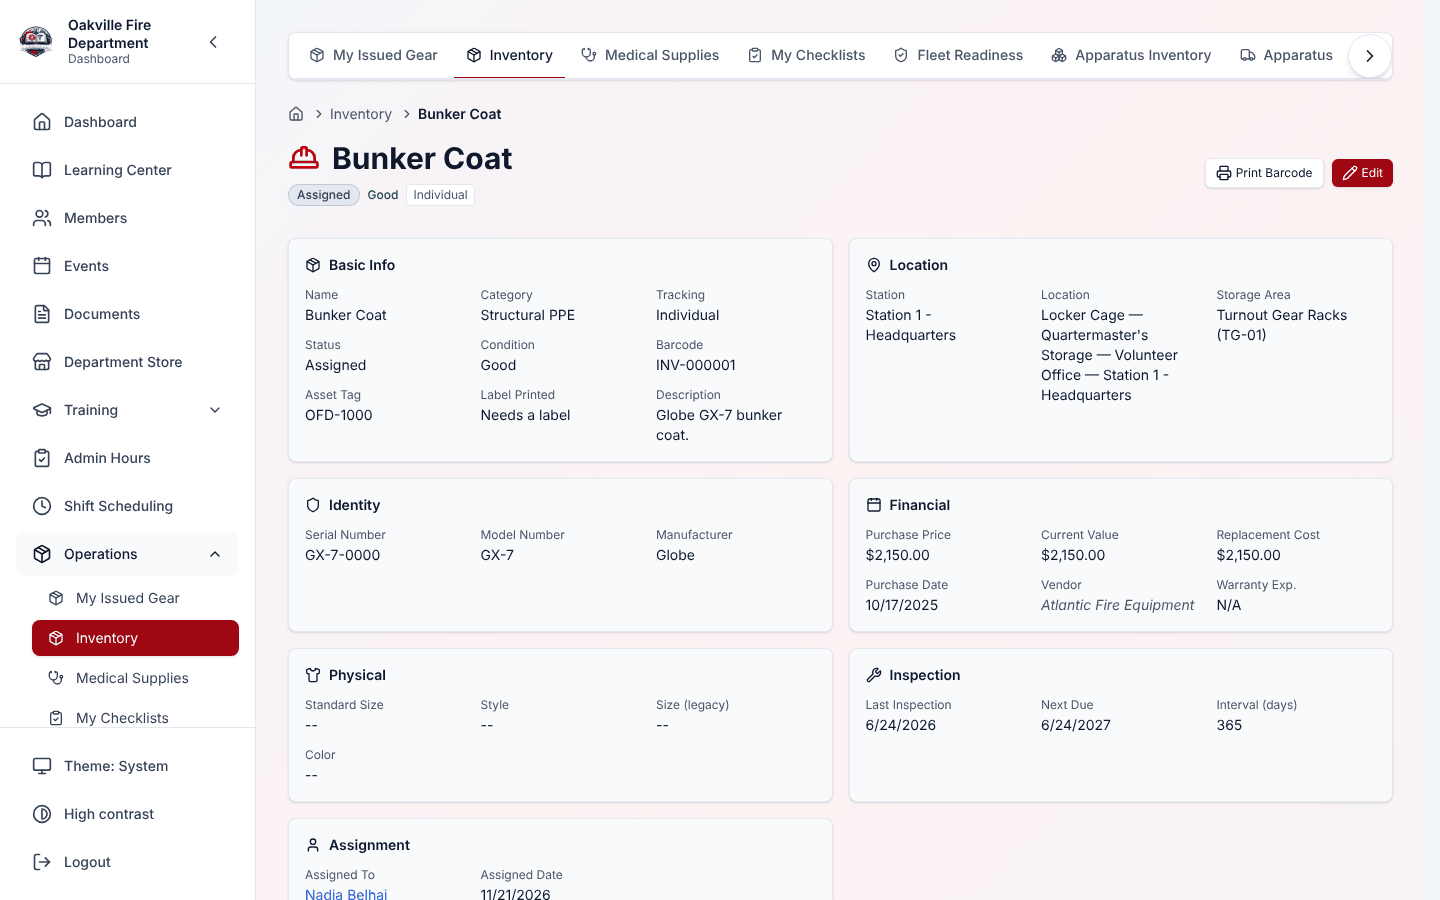 Oakville Fire
Department
Dashboard
Dashboard
Learning Center
Members
Events
Documents
Department Store
Training
Admin Hours
Shift Scheduling
Operations
My Issued Gear
Inventory
Medical Supplies
My Checklists
Theme: System
High contrast
Logout
My Issued Gear
Inventory
Medical Supplies
My Checklists
Fleet Readiness
Apparatus Inventory
Apparatus
Inventory
Bunker Coat
Bunker Coat
Assigned
Good
Individual
Print Barcode
Edit
Basic Info
Name
Category
Tracking
Bunker Coat
Structural PPE
Individual
Status
Condition
Barcode
Assigned
Good
INV-000001
Asset Tag
Label Printed
Description
OFD-1000
Needs a label
Globe GX-7 bunker
coat.
Location
Station
Location
Storage Area
Station 1 -
Headquarters
Locker Cage —
Quartermaster's
Storage — Volunteer
Office — Station 1 -
Headquarters
Turnout Gear Racks
(TG-01)
Identity
Serial Number
Model Number
Manufacturer
GX-7-0000
GX-7
Globe
Financial
Purchase Price
Current Value
Replacement Cost
$2,150.00
$2,150.00
$2,150.00
Purchase Date
Vendor
Warranty Exp.
10/17/2025
Atlantic Fire Equipment
N/A
Physical
Standard Size
Style
Size (legacy)
--
--
--
Color
--
Inspection
Last Inspection
Next Due
Interval (days)
6/24/2026
6/24/2027
365
Assignment
Assigned To
Assigned Date
Nadia Belhaj
11/21/2026